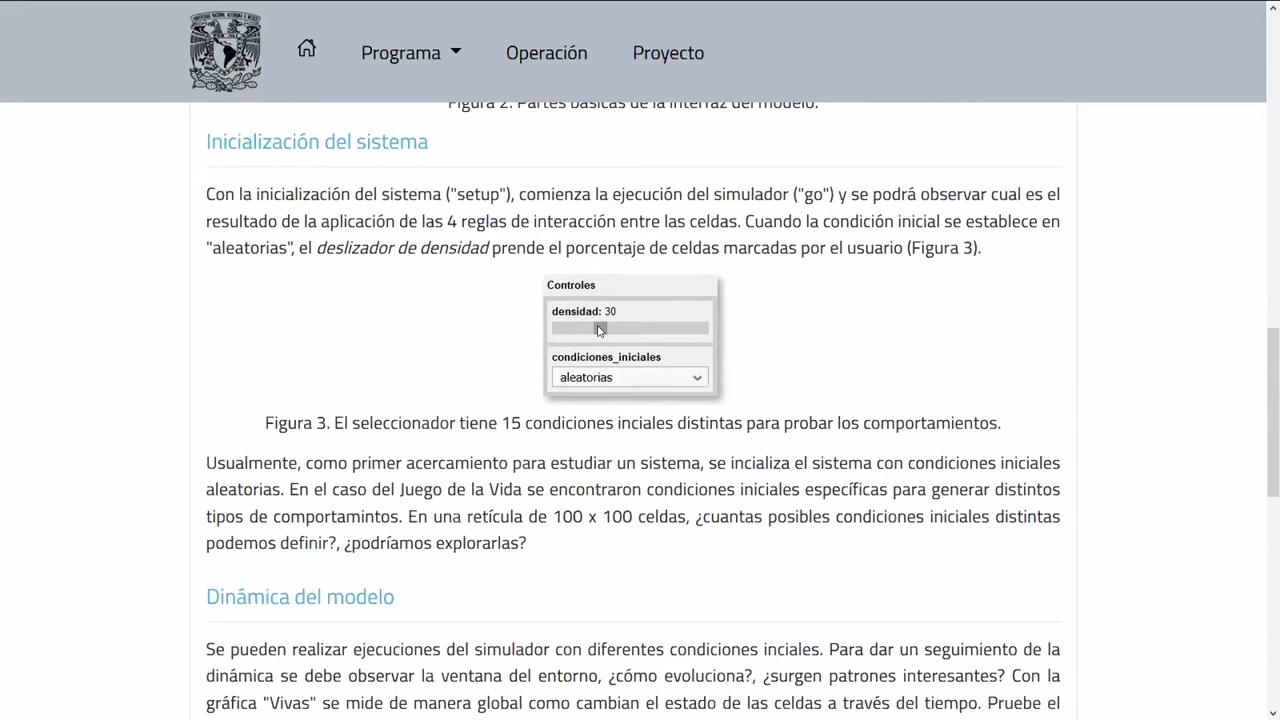 Programa
Operación
Proyecto
Figura 2. Partes básicas de la interfaz del modelo.
Inicialización del sistema
Con la inicialización del sistema ("setup"), comienza la ejecución del simulador ("go") y se podrá observar cual es el
resultado de la aplicación de las 4 reglas de interacción entre las celdas. Cuando la condición inicial se establece en
"aleatorias", el deslizador de densidad prende el porcentaje de celdas marcadas por el usuario (Figura 3).
Controles
densidad: 30
condiciones_iniciales
aleatorias
Figura 3. El seleccionador tiene 15 condiciones inciales distintas para probar los comportamientos.
Usualmente, como primer acercamiento para estudiar un sistema, se incializa el sistema con condiciones iniciales
aleatorias. En el caso del Juego de la Vida se encontraron condiciones iniciales específicas para generar distintos
tipos de comportamintos. En una retícula de 100 x 100 celdas, ¿cuantas posibles condiciones iniciales distintas
podemos definir?, ¿podríamos explorarlas?
Dinámica del modelo
Se pueden realizar ejecuciones del simulador con diferentes condiciones inciales. Para dar un seguimiento de la
dinámica se debe observar la ventana del entorno, ¿cómo evoluciona?, ¿surgen patrones interesantes? Con la
gráfica "Vivas" se mide de manera global como cambian el estado de las celdas a través del tiempo. Pruebe el